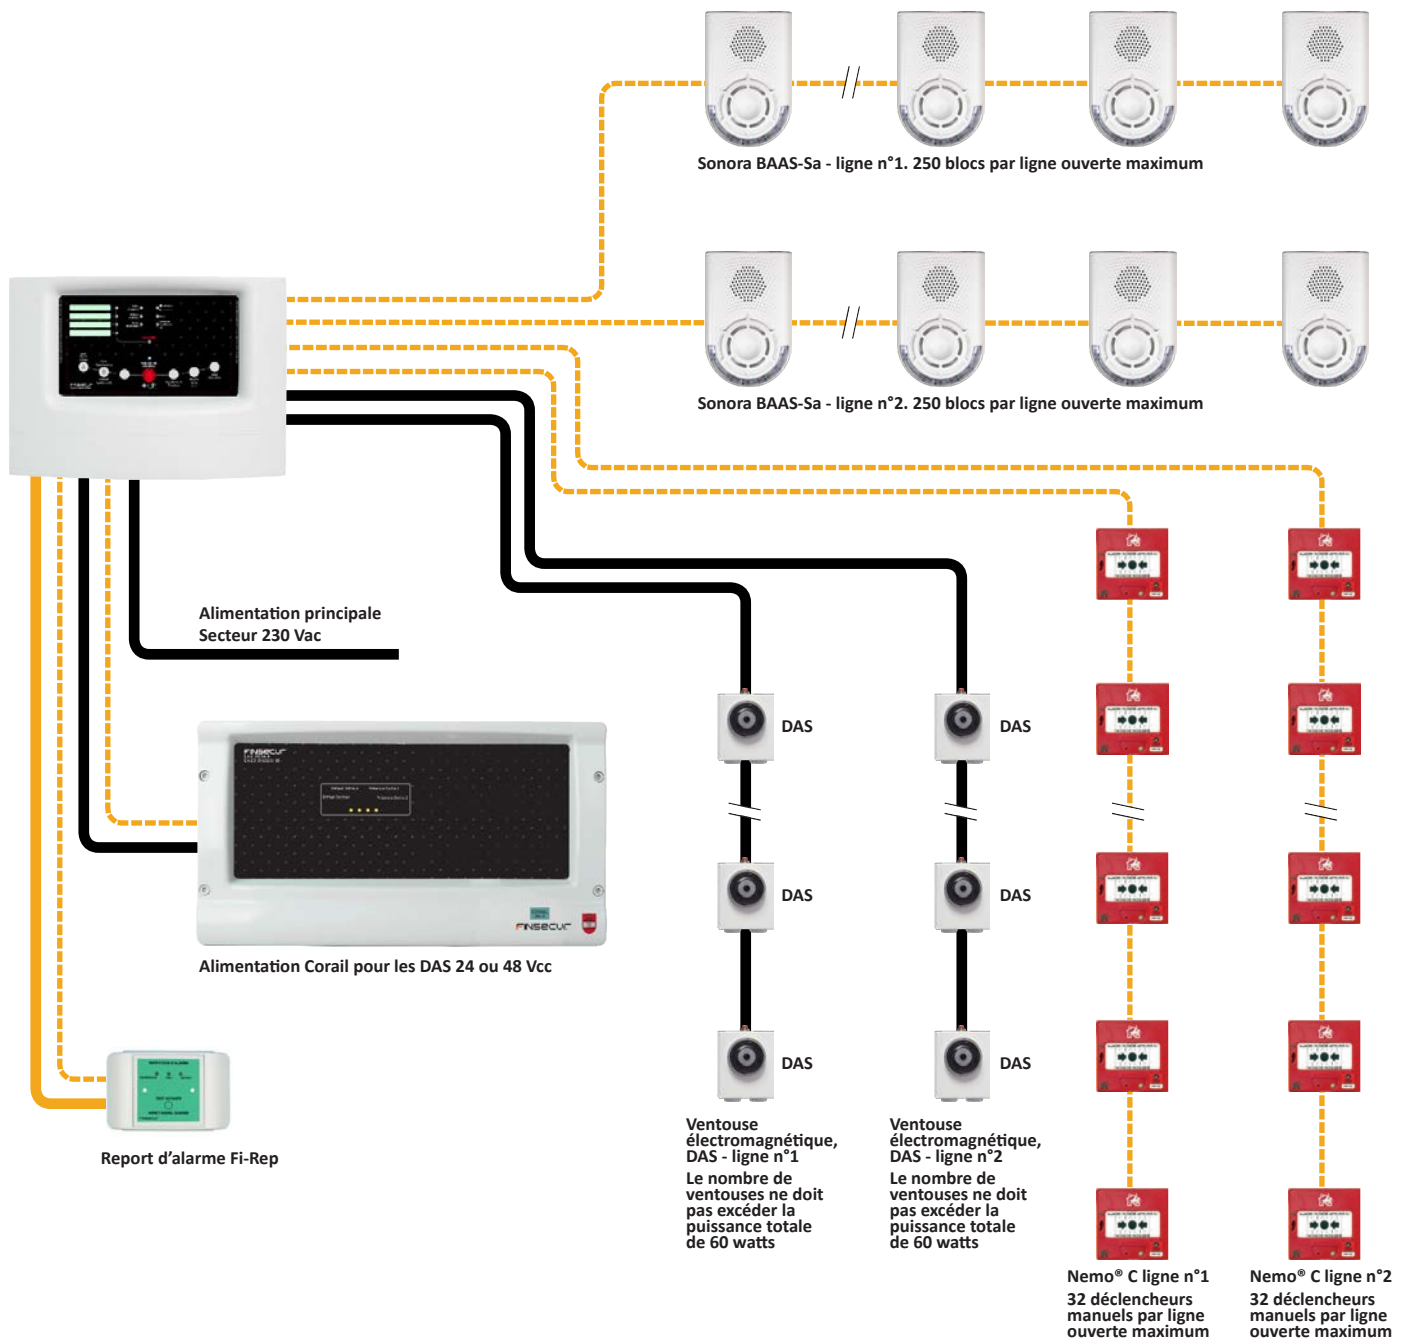 Sonora BAAS-Sa - ligne n°1. 250 blocs par ligne ouverte maximum
Sonora BAAS-Sa - ligne n°2. 250 blocs par ligne ouverte maximum
Alimentation principale
Secteur 230 Vac
DAS
DAS
DAS
DAS
DAS
DAS
FINSECUR
FINSECUR
Alimentation Corail pour les DAS 24 ou 48 Vcc
Report d'alarme Fi-Rep
Ventouse
électromagnétique,
DAS - ligne n°1
Le nombre de
ventouses ne doit
pas excéder la
puissance totale
de 60 watts
Ventouse
électromagnétique,
DAS - ligne n°2
Le nombre de
ventouses ne doit
pas excéder la
puissance totale
de 60 watts
Nemo® C ligne n°1
32 déclencheurs
manuels par ligne
ouverte maximum
Nemo® C ligne n°2
32 déclencheurs
manuels par ligne
ouverte maximum